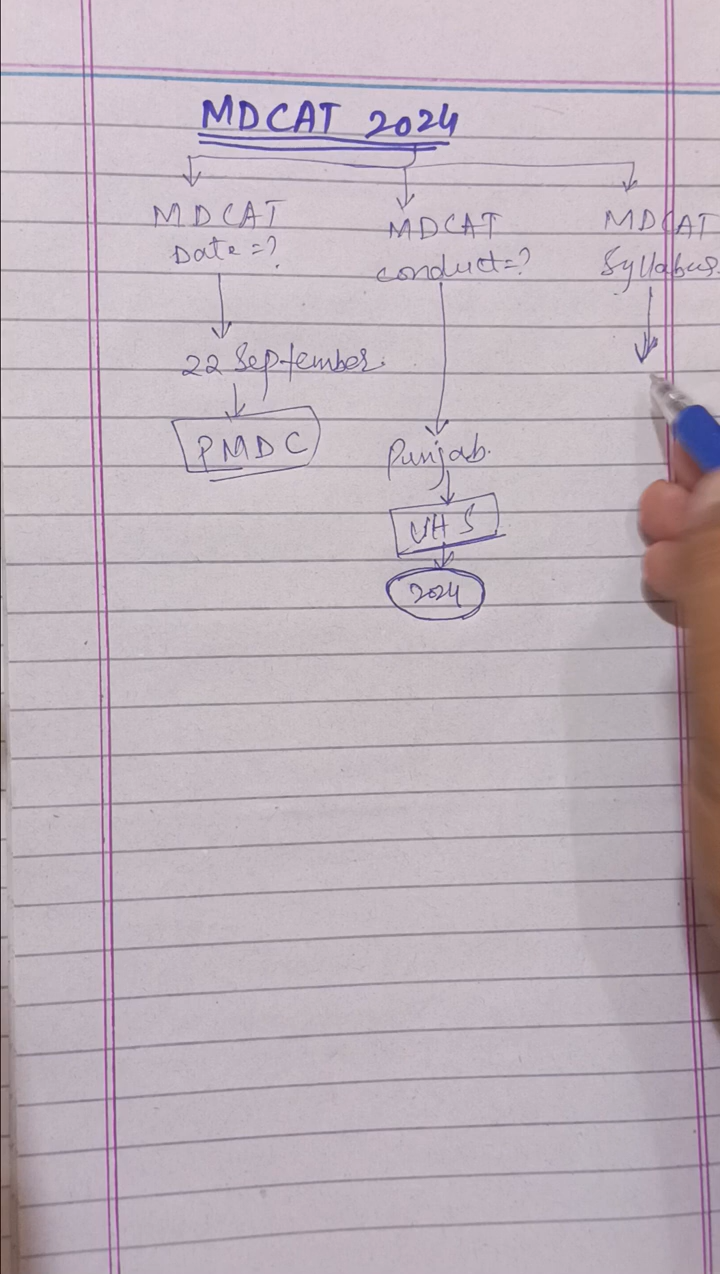 MDCAT 2024
MDCAT
Date=?
22 September.
PMDC
MDCAT
conduct=?
Punjab.
UHS
2024
MDCAT
Syllabus.